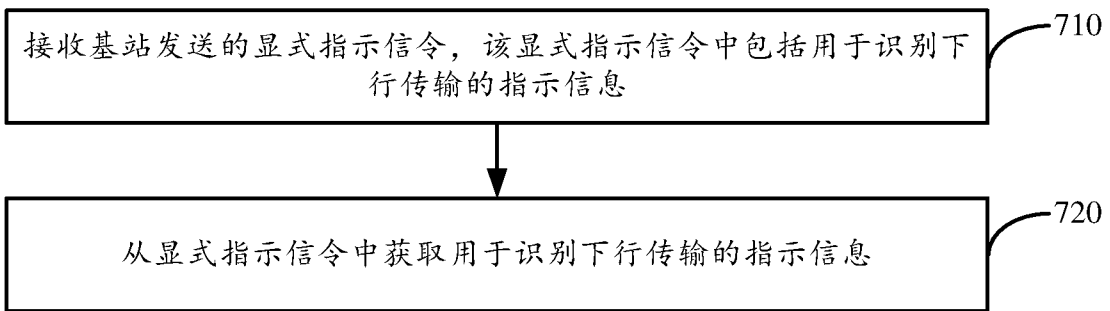 接收基站发送的显式指示信令，该显式指示信令中包括用于识别下
行传输的指示信息
710
从显式指示信令中获取用于识别下行传输的指示信息
720